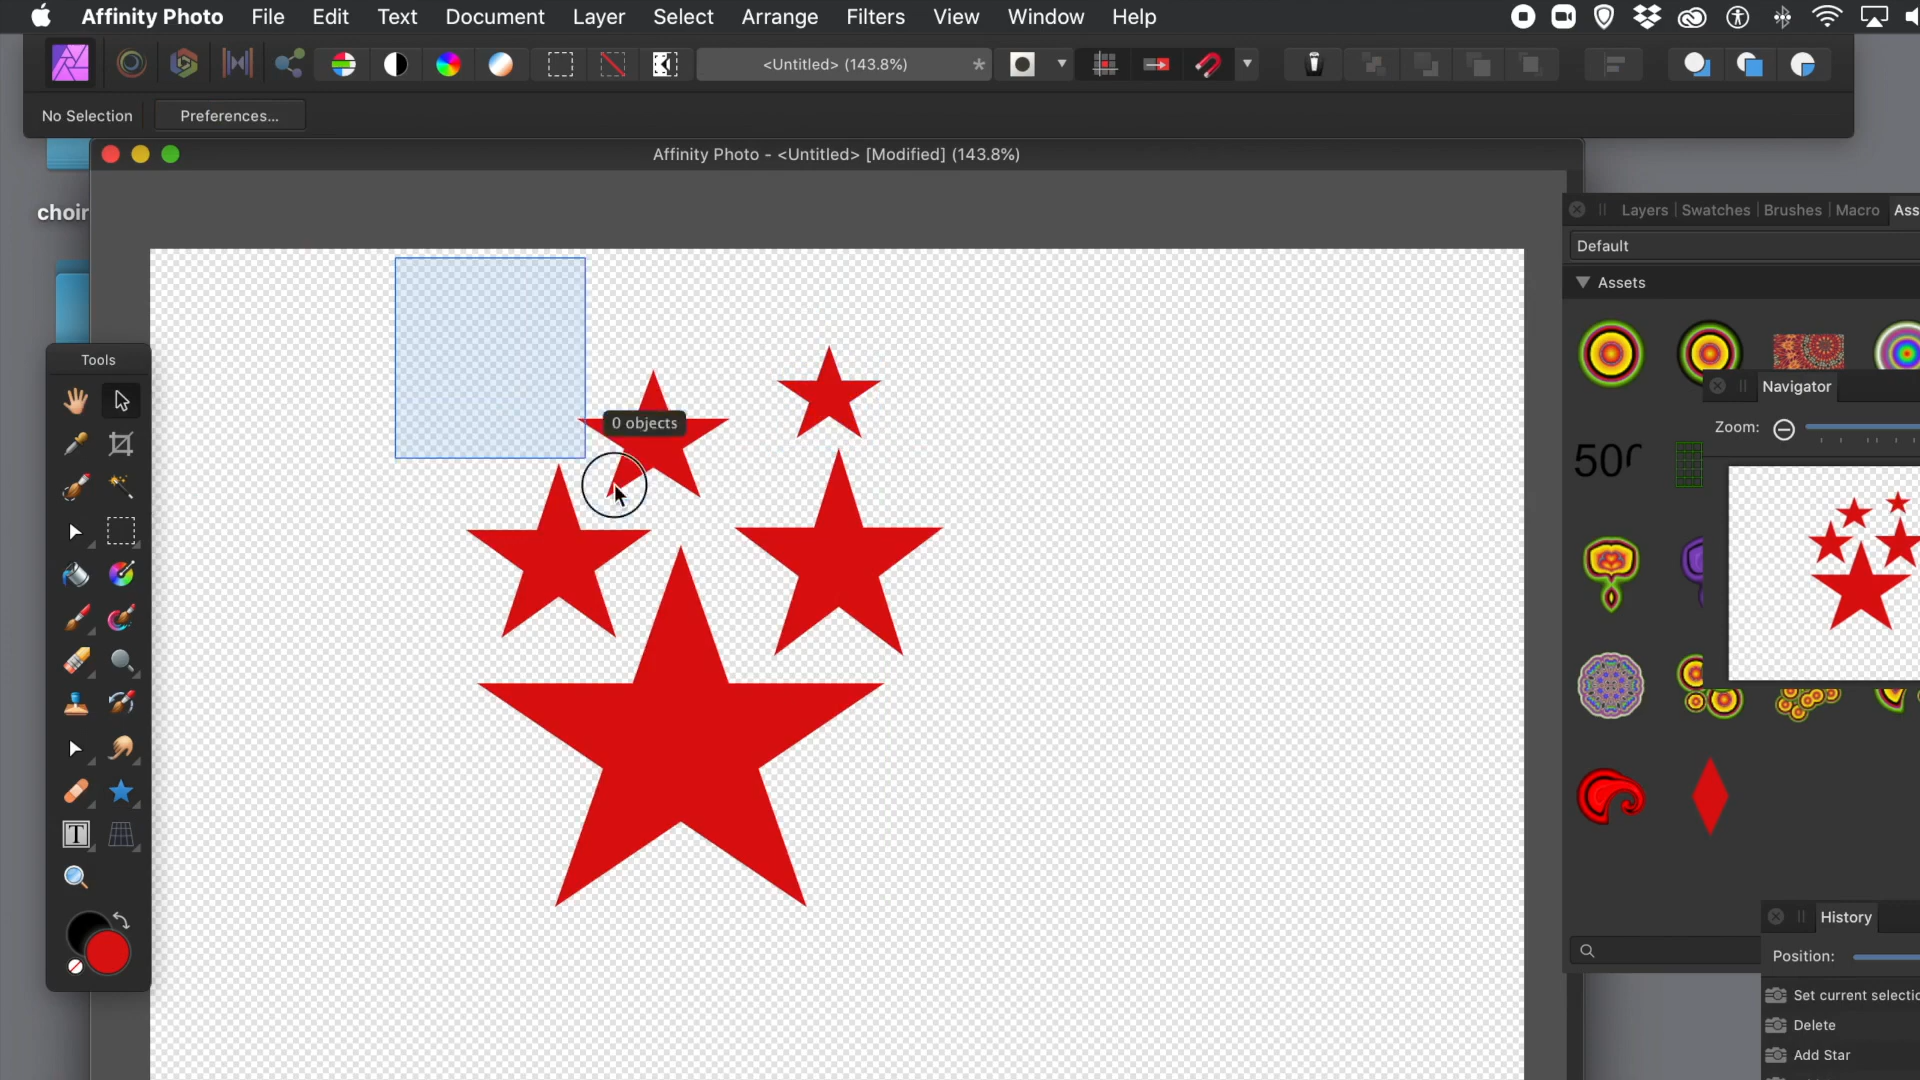 Affinity Photo File Edit Text Document Layer Select Arrange Filters View Window Help
<Untitled> (143.8%) *
No Selection Preferences...
Affinity Photo - <Untitled> [Modified] (143.8%)
choir
Layers Swatches Brushes Macro Ass
Default
Assets
Tools
Navigator
0 objects
Zoom:
500
T
History
Position:
Set current selectio
Delete
Add Star